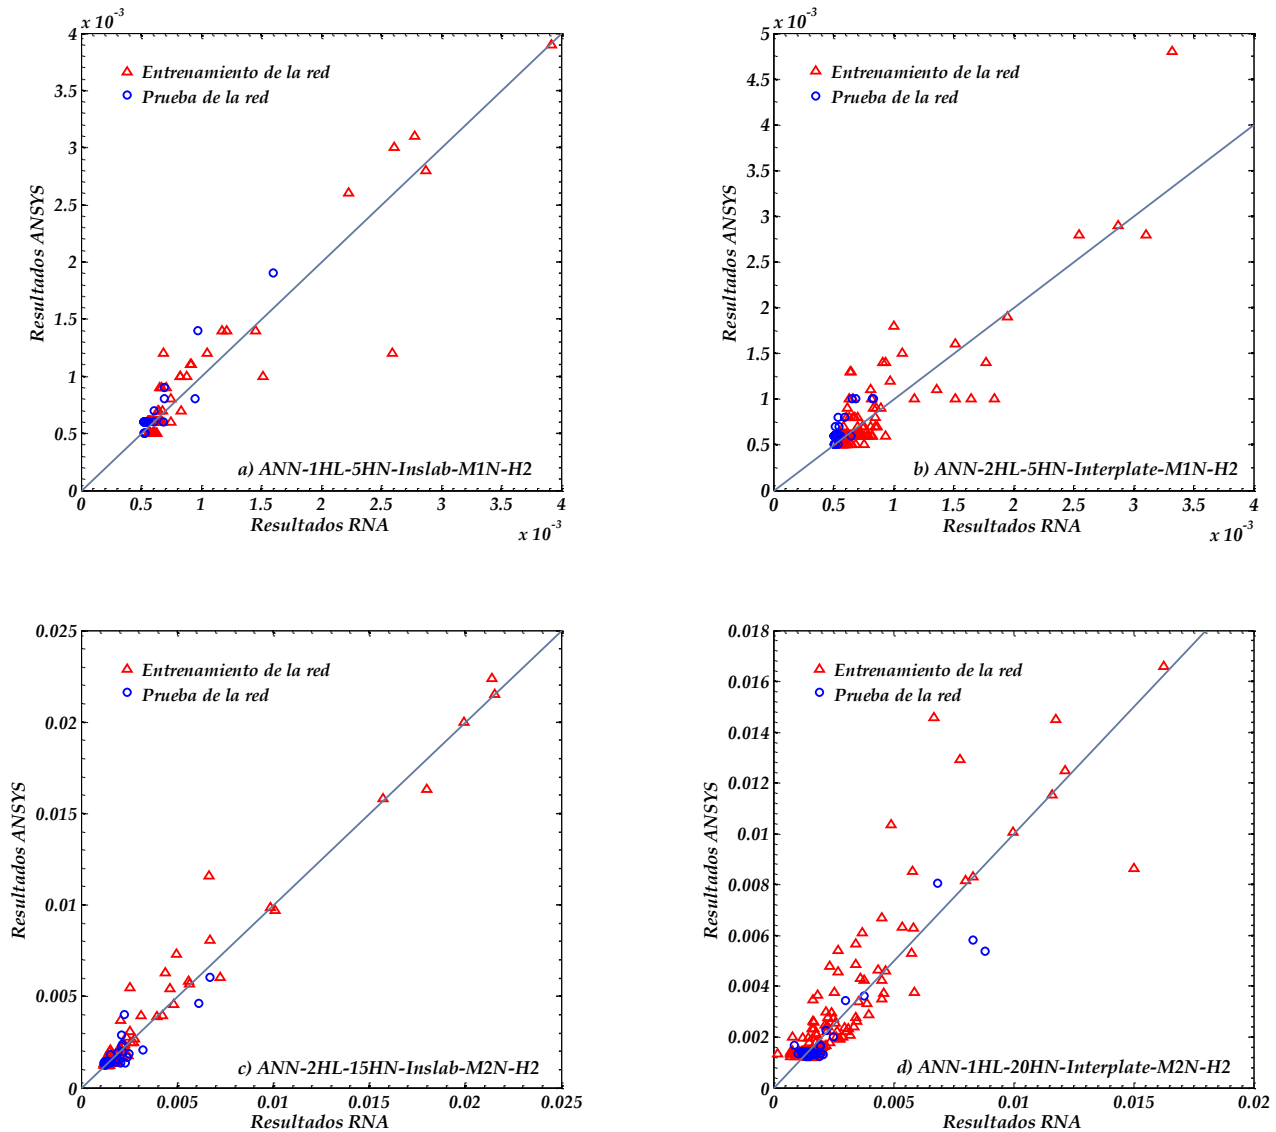 x 10⁻³
4
3.5
3
2.5
2
1.5
1
0.5
0
Resultados ANSYS
Entrenamiento de la red
Prueba de la red
a) ANN-1HL-5HN-Inslab-M1N-H2
0 0.5 1 1.5 2 2.5 3 3.5 4
Resultados RNA
x 10⁻³
x 10⁻³
5
4.5
4
3.5
3
2.5
2
1.5
1
0.5
0
Resultados ANSYS
Entrenamiento de la red
Prueba de la red
b) ANN-2HL-5HN-Interplate-M1N-H2
0 0.5 1 1.5 2 2.5 3 3.5 4
Resultados RNA
x 10⁻³
0.025
0.02
0.015
0.01
0.005
0
Resultados ANSYS
Entrenamiento de la red
Prueba de la red
c) ANN-2HL-15HN-Inslab-M2N-H2
0 0.005 0.01 0.015 0.02 0.025
Resultados RNA
0.018
0.016
0.014
0.012
0.01
0.008
0.006
0.004
0.002
0
Resultados ANSYS
Entrenamiento de la red
Prueba de la red
d) ANN-1HL-20HN-Interplate-M2N-H2
0 0.005 0.01 0.015 0.02
Resultados RNA